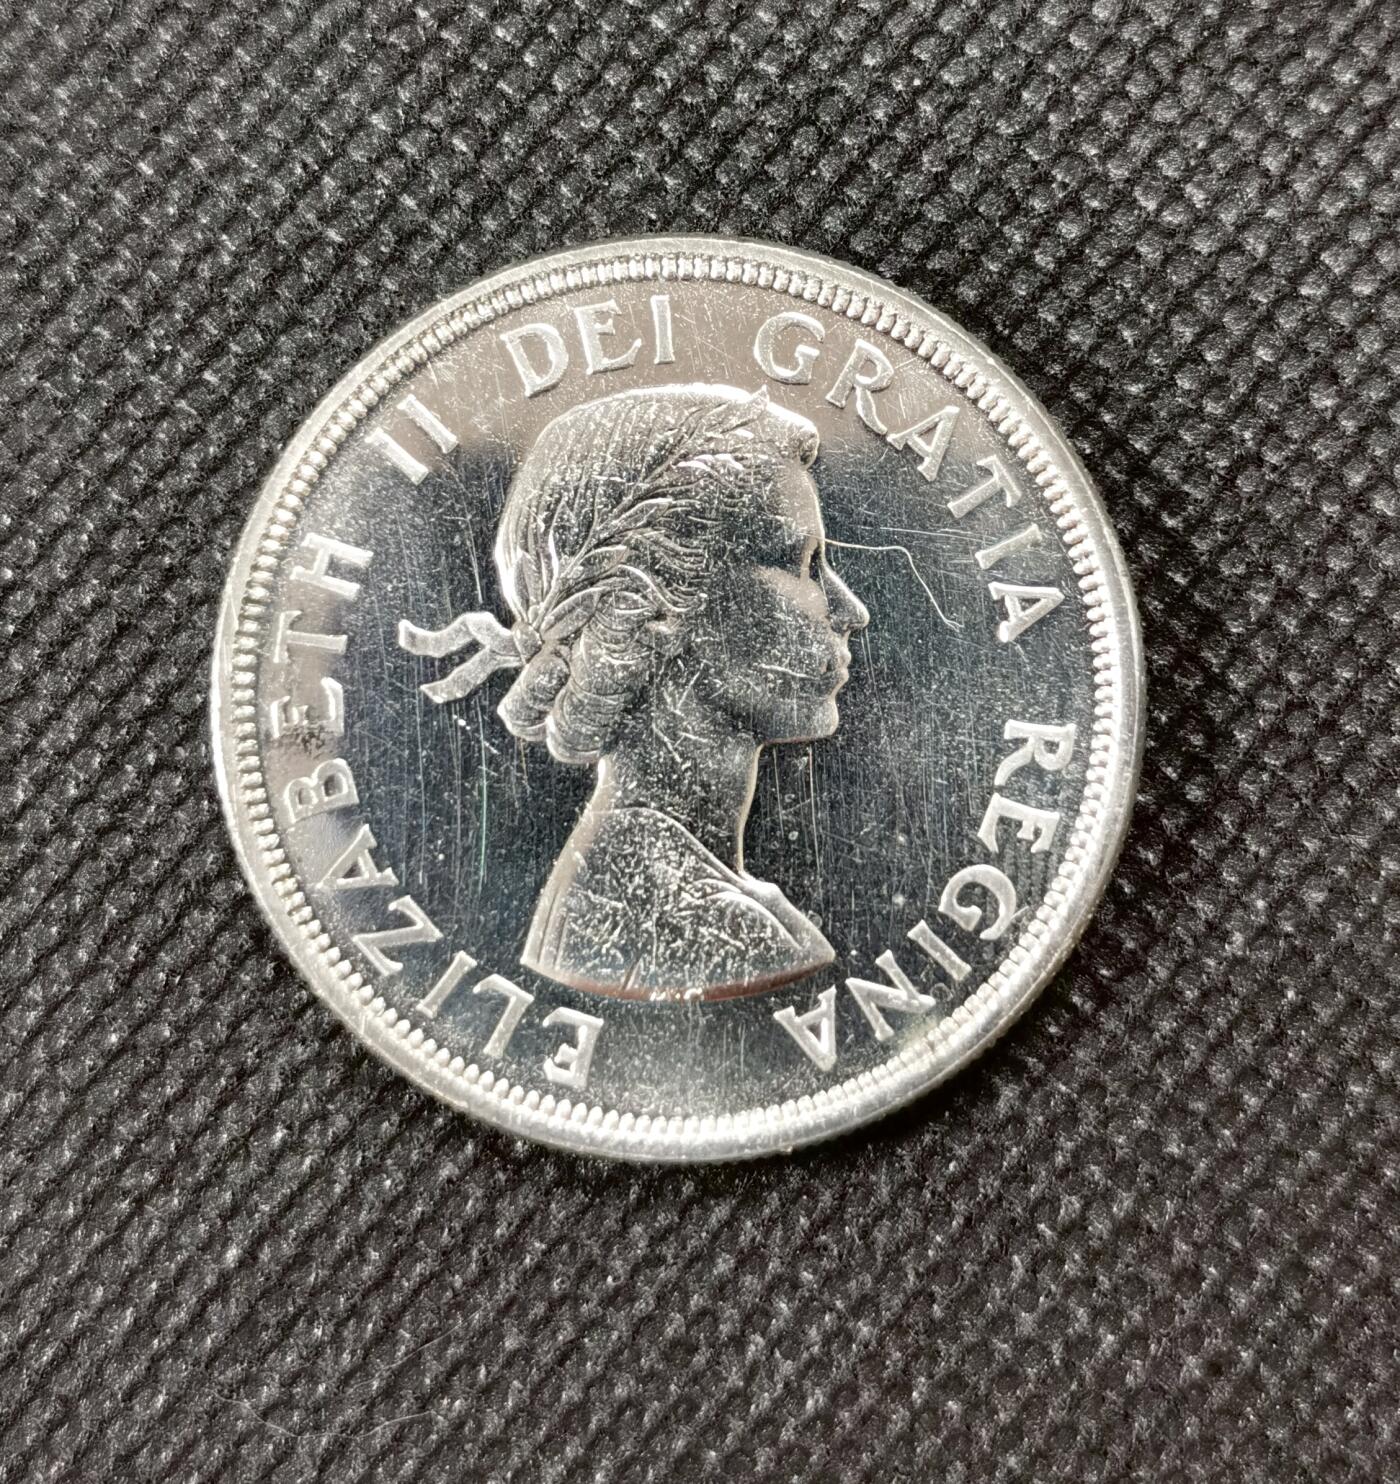 ELIZABETH II DEI GRATIA REGINA